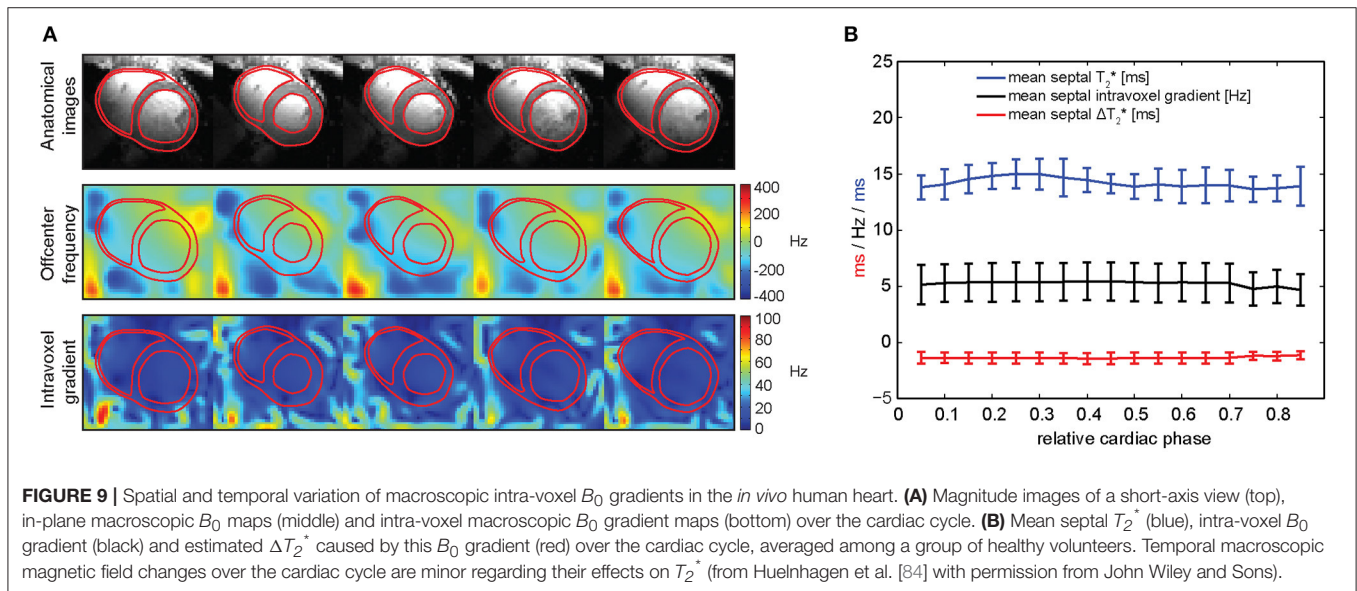 A
B
Anatomical
images
Offcenter
frequency
400
200
0
-200
-400
Hz
Intravoxel
gradient
100
80
60
40
20
0
Hz
mean septal T2* [ms]
mean septal intravoxel gradient [Hz]
mean septal ΔT2* [ms]
ms / Hz / ms
25
20
15
10
5
0
−5
0
0.1
0.2
0.3
0.4
0.5
0.6
0.7
0.8
relative cardiac phase
FIGURE 9 | Spatial and temporal variation of macroscopic intra-voxel B0 gradients in the in vivo human heart. (A) Magnitude images of a short-axis view (top),
in-plane macroscopic B0 maps (middle) and intra-voxel macroscopic B0 gradient maps (bottom) over the cardiac cycle. (B) Mean septal T2* (blue), intra-voxel B0
gradient (black) and estimated ΔT2* caused by this B0 gradient (red) over the cardiac cycle, averaged among a group of healthy volunteers. Temporal macroscopic
magnetic field changes over the cardiac cycle are minor regarding their effects on T2* (from Huelnhagen et al. [84] with permission from John Wiley and Sons).